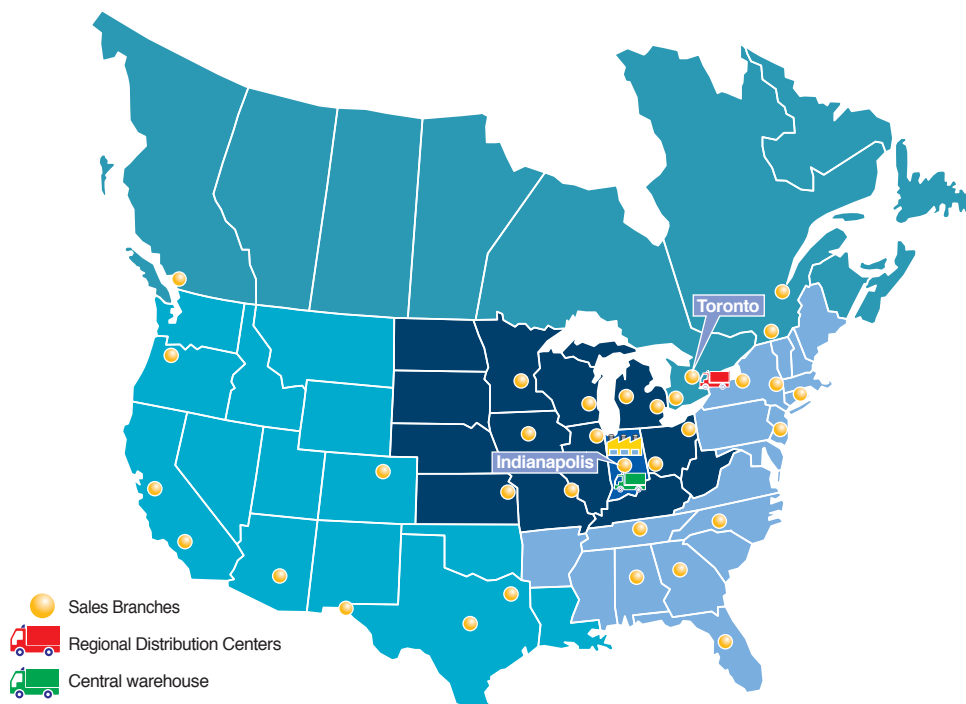 Toronto
Indianapolis
Sales Branches
Regional Distribution Centers
Central warehouse